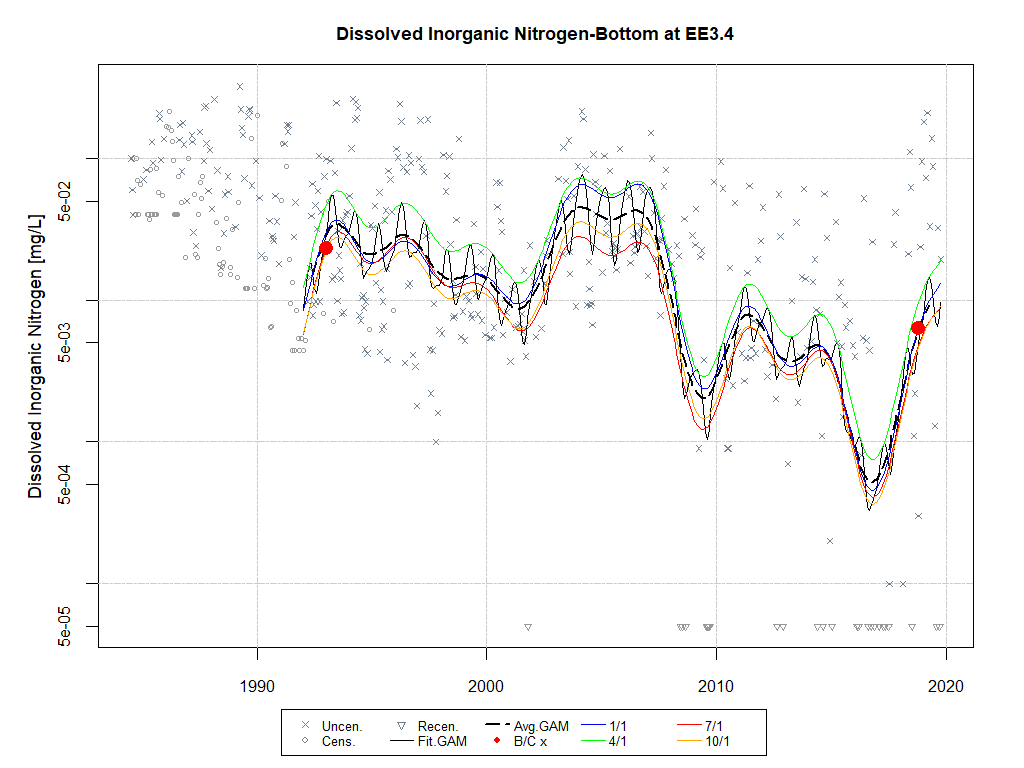 Dissolved Inorganic Nitrogen-Bottom at EE3.4
Dissolved Inorganic Nitrogen [mg/L]
5e-02
5e-03
5e-04
5e-05
1990 2000 2010 2020
Uncen. Recen. Avg.GAM 1/1 7/1
Cens. Fit.GAM B/C x 4/1 10/1